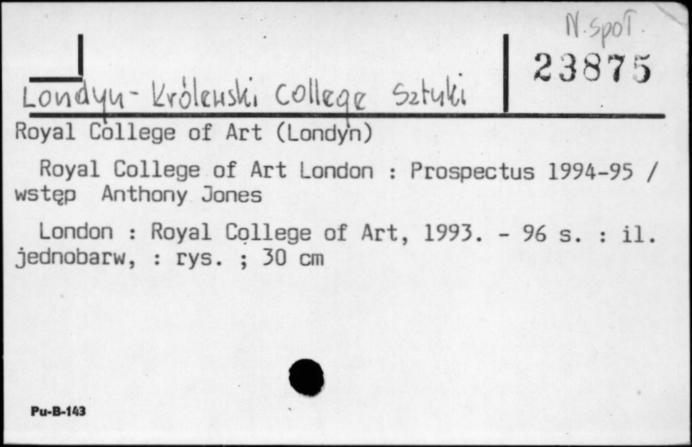 N. spoT.
23875
Londyn - Królewski College Sztuki
Royal College of Art (Londyn)
Royal College of Art London : Prospectus 1994-95 /
wstęp Anthony Jones
London : Royal College of Art, 1993. - 96 s. : il.
jednobarw, : rys. ; 30 cm
Pu-B-143